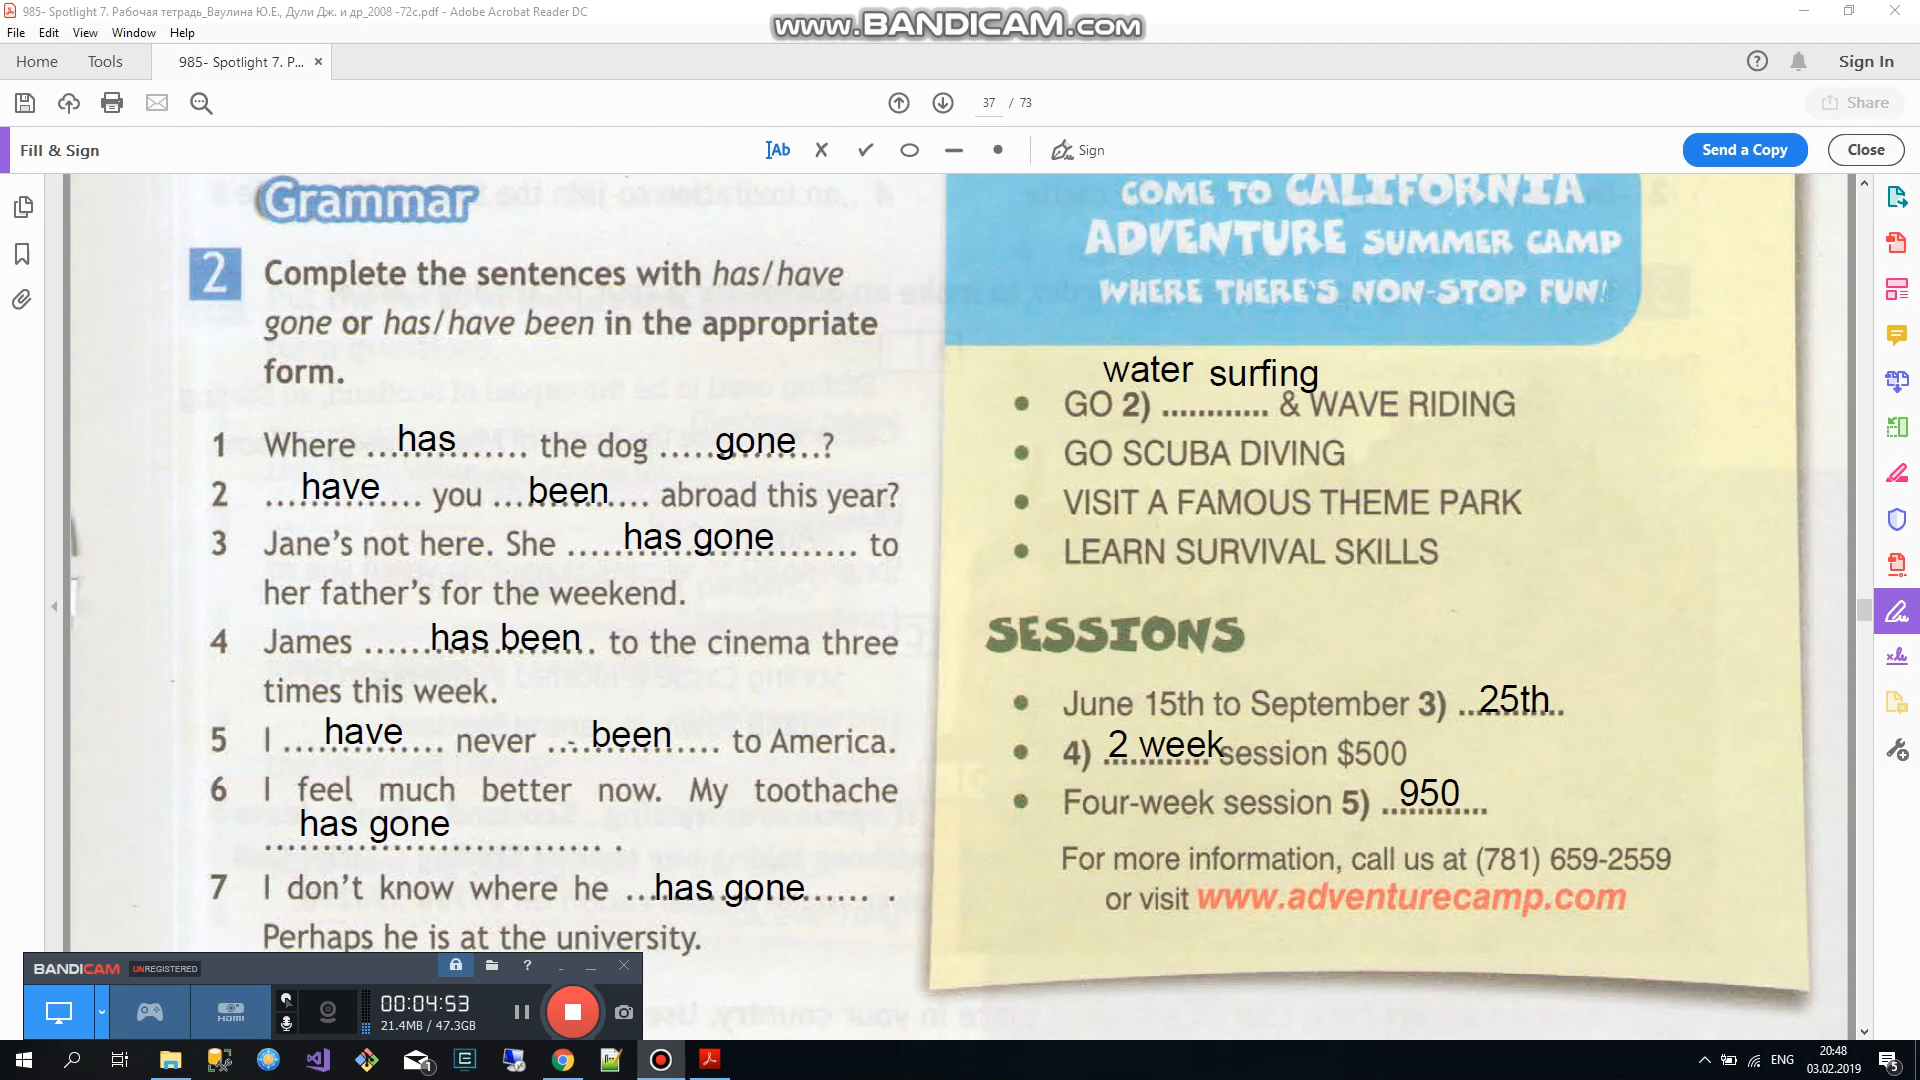 985- Spotlight 7. Рабочая тетрадь_Ваулина Ю.Е., Дули Дж. и др_2008 -72с.pdf - Adobe Acrobat Reader DC
www.BANDICAM.com
File Edit View Window Help
Home Tools 985- Spotlight 7. P... × Sign In
37 / 73 Share
Fill & Sign Ab Sign Send a Copy Close
Grammar
2 Complete the sentences with has/have
gone or has/have been in the appropriate
form.
1 Where ...has... the dog ...gone...?
2 ...have... you ...been... abroad this year?
3 Jane's not here. She ...has gone... to
her father's for the weekend.
4 James ...has been... to the cinema three
times this week.
5 I ...have... never ...been... to America.
6 I feel much better now. My toothache
has gone
.............................. .
7 I don't know where he ...has gone... .
Perhaps he is at the university.
COME TO CALIFORNIA
ADVENTURE SUMMER CAMP
WHERE THERE'S NON-STOP FUN!
water surfing
• GO 2) ............ & WAVE RIDING
• GO SCUBA DIVING
• VISIT A FAMOUS THEME PARK
• LEARN SURVIVAL SKILLS
SESSIONS
• June 15th to September 3) ...25th...
• 4) 2 week session $500
• Four-week session 5) ...950...
For more information, call us at (781) 659-2559
or visit www.adventurecamp.com
BANDICAM UNREGISTERED
HDMI
00:04:53
21.4MB / 47.3GB
ENG
20:48
03.02.2019
1
5